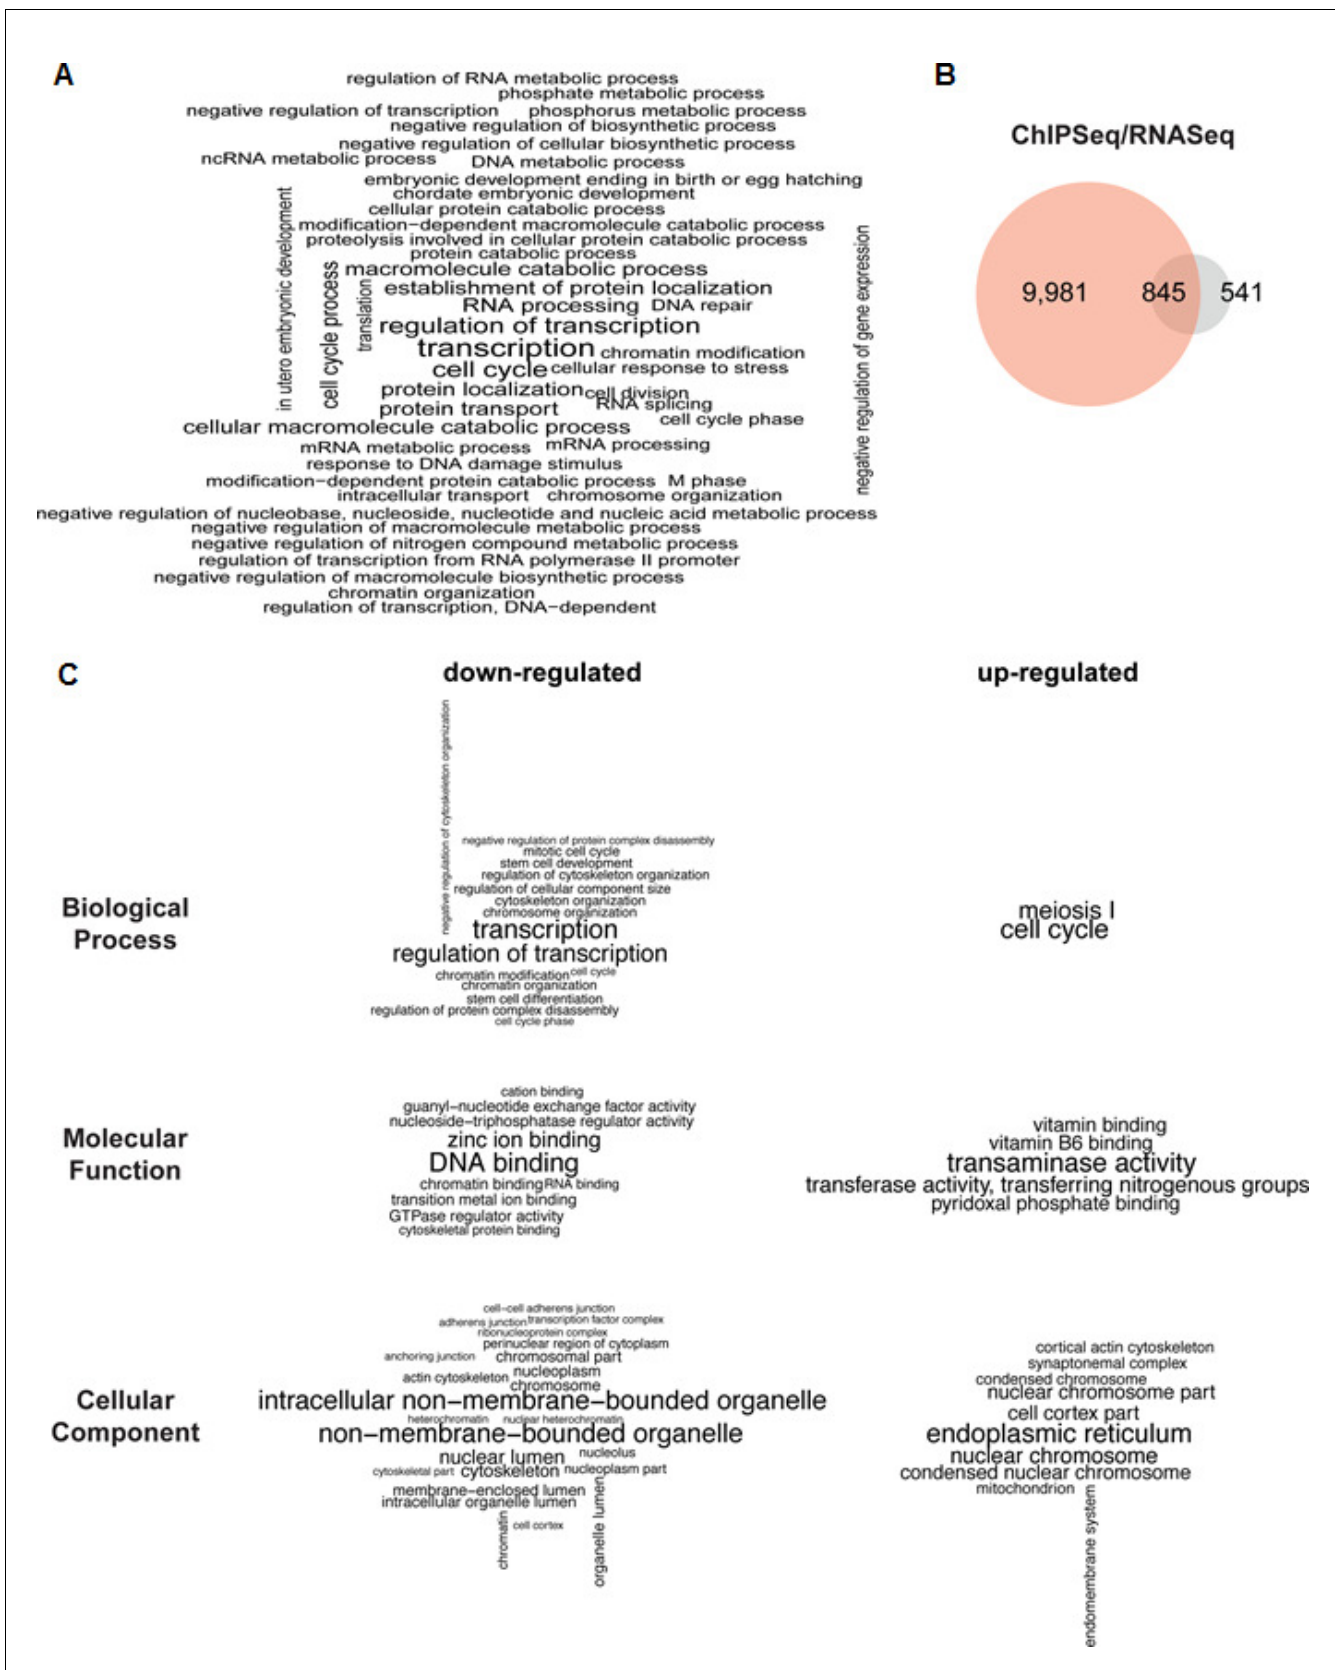 A
regulation of RNA metabolic process
phosphate metabolic process
negative regulation of transcription phosphorus metabolic process
negative regulation of biosynthetic process
negative regulation of cellular biosynthetic process
ncRNA metabolic process DNA metabolic process
embryonic development ending in birth or egg hatching
chordate embryonic development
cellular protein catabolic process
modification-dependent macromolecule catabolic process
proteolysis involved in cellular protein catabolic process
protein catabolic process
macromolecule catabolic process
establishment of protein localization
RNA processing DNA repair
regulation of transcription
transcription chromatin modification
cell cycle cellular response to stress
protein localization cell division
RNA splicing
protein transport
cell cycle phase
cellular macromolecule catabolic process
mRNA metabolic process mRNA processing
response to DNA damage stimulus
modification-dependent protein catabolic process M phase
intracellular transport chromosome organization
negative regulation of nucleobase, nucleoside, nucleotide and nucleic acid metabolic process
negative regulation of macromolecule metabolic process
negative regulation of nitrogen compound metabolic process
regulation of transcription from RNA polymerase II promoter
negative regulation of macromolecule biosynthetic process
chromatin organization
regulation of transcription, DNA-dependent
in utero embryonic development
cell cycle process
translation
negative regulation of gene expression
B
ChIPSeq/RNASeq
9,981 845 541
C
down-regulated up-regulated
Biological
Process
negative regulation of cytoskeleton organization
negative regulation of protein complex disassembly
mitotic cell cycle
stem cell development
regulation of cytoskeleton organization
regulation of cellular component size
cytoskeleton organization
chromosome organization
transcription
regulation of transcription
chromatin modification cell cycle
chromatin organization
stem cell differentiation
regulation of protein complex disassembly
cell cycle phase
meiosis I
cell cycle
Molecular
Function
cation binding
guanyl-nucleotide exchange factor activity
nucleoside-triphosphatase regulator activity
zinc ion binding
DNA binding
chromatin binding RNA binding
transition metal ion binding
GTPase regulator activity
cytoskeletal protein binding
vitamin binding
vitamin B6 binding
transaminase activity
transferase activity, transferring nitrogenous groups
pyridoxal phosphate binding
Cellular
Component
cell-cell adherens junction
adherens junction transcription factor complex
ribonucleoprotein complex
perinuclear region of cytoplasm
anchoring junction chromosomal part
nucleoplasm
actin cytoskeleton
chromosome
intracellular non-membrane-bounded organelle
heterochromatin nuclear heterochromatin
non-membrane-bounded organelle
nuclear lumen nucleolus
cytoskeletal part cytoskeleton nucleoplasm part
membrane-enclosed lumen
intracellular organelle lumen
chromatin
cell cortex
organelle lumen
cortical actin cytoskeleton
synaptonemal complex
condensed chromosome
nuclear chromosome part
cell cortex part
endoplasmic reticulum
nuclear chromosome
condensed nuclear chromosome
mitochondrion
endomembrane system